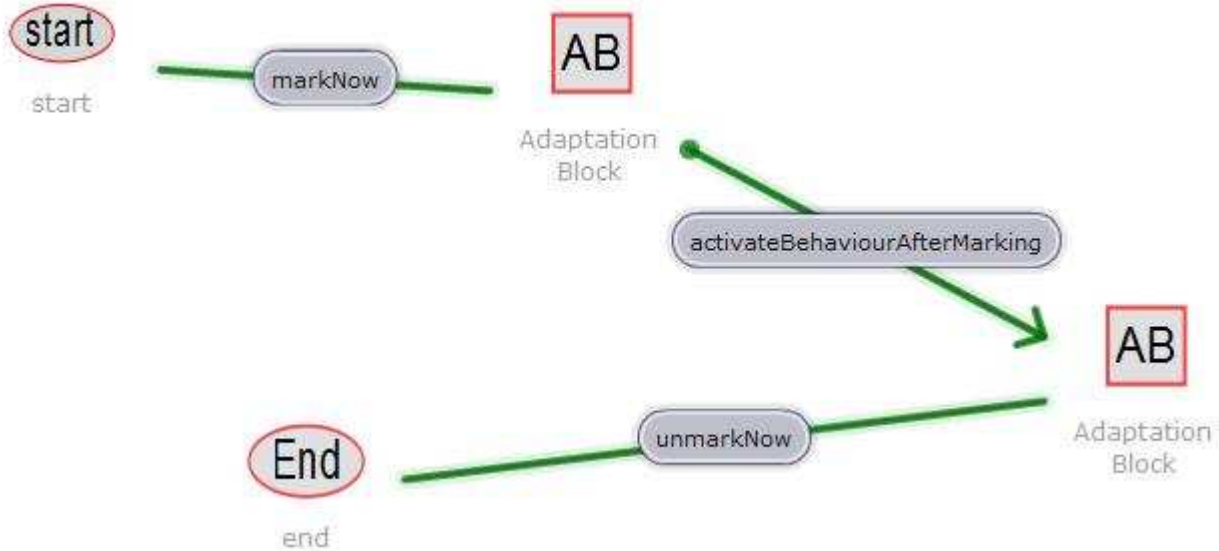 start
start
markNow
AB
Adaptation
Block
activateBehaviourAfterMarking
AB
Adaptation
Block
unmarkNow
End
end